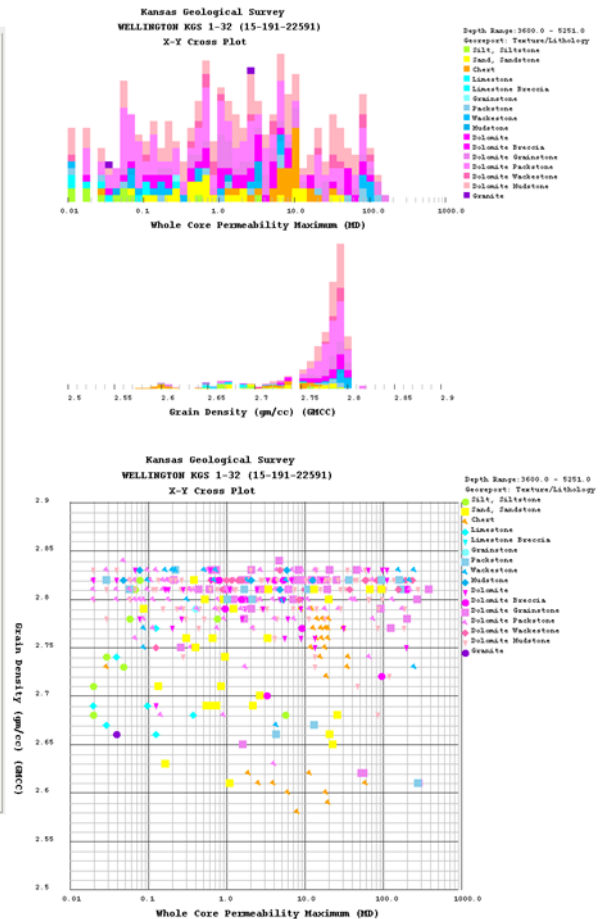 Kansas Geological Survey
WELLINGTON KGS 1-32 (15-191-22591)
X-Y Cross Plot
Depth Range:3600.0 - 5251.0
Georeport: Texture/Lithology
Silt, Siltstone
Sand, Sandstone
Chert
Limestone
Limestone Breccia
Grainstone
Packstone
Wackestone
Mudstone
Dolomite
Dolomite Breccia
Dolomite Grainstone
Dolomite Packstone
Dolomite Wackestone
Dolomite Mudstone
Granite
0.01 0.1 1.0 10.0 100.0 1000.0
Whole Core Permeability Maximum (MD)
2.5 2.55 2.6 2.65 2.7 2.75 2.8 2.85 2.9
Grain Density (gm/cc) (GMCC)
Kansas Geological Survey
WELLINGTON KGS 1-32 (15-191-22591)
X-Y Cross Plot
Depth Range:3600.0 - 5251.0
Georeport: Texture/Lithology
Silt, Siltstone
Sand, Sandstone
Chert
Limestone
Limestone Breccia
Grainstone
Packstone
Wackestone
Mudstone
Dolomite
Dolomite Breccia
Dolomite Grainstone
Dolomite Packstone
Dolomite Wackestone
Dolomite Mudstone
Granite
2.9
2.85
2.8
2.75
2.7
2.65
2.6
2.55
2.5
Grain Density (gm/cc) (GMCC)
0.01 0.1 1.0 10.0 100.0 1000.0
Whole Core Permeability Maximum (MD)